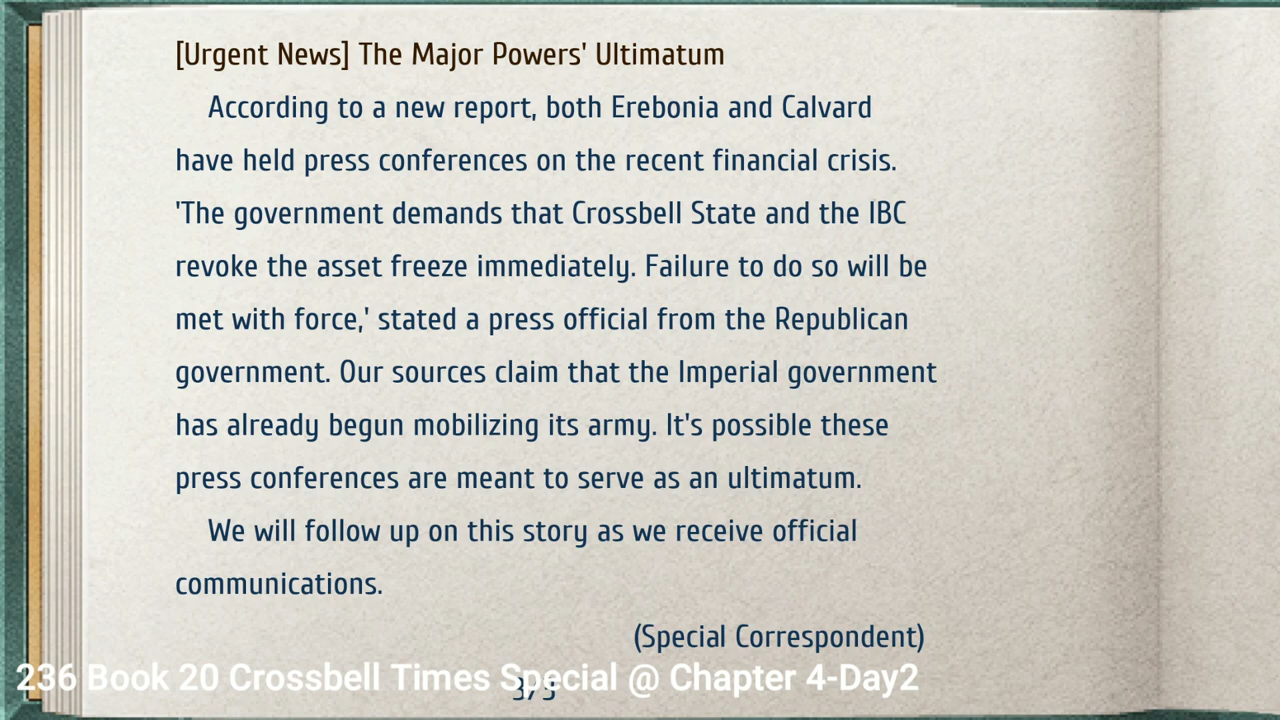 [Urgent News] The Major Powers' Ultimatum
According to a new report, both Erebonia and Calvard
have held press conferences on the recent financial crisis.
'The government demands that Crossbell State and the IBC
revoke the asset freeze immediately. Failure to do so will be
met with force,' stated a press official from the Republican
government. Our sources claim that the Imperial government
has already begun mobilizing its army. It's possible these
press conferences are meant to serve as an ultimatum.
We will follow up on this story as we receive official
communications.
(Special Correspondent)
236 Book 20 Crossbell Times Special @ Chapter 4-Day2